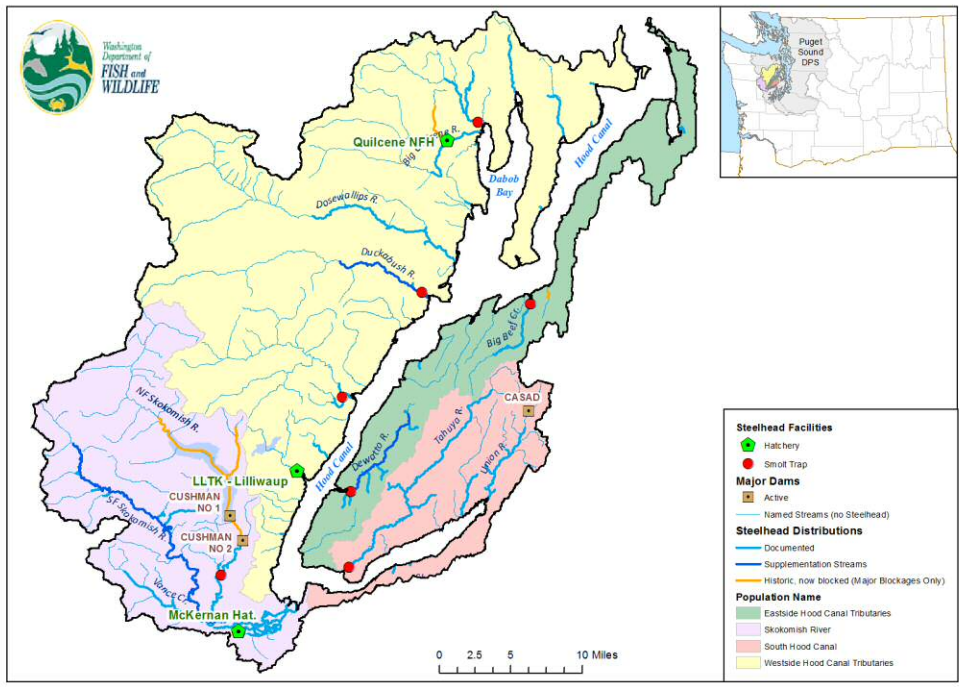 Washington
Department of
FISH and
WILDLIFE
Puget
Sound
DPS
Big Quilcene R.
Quilcene NFH
Hood Canal
Dabob
Bay
Dosewallips R.
Duckabush R.
Big Beef Cr.
NF Skokomish R.
CASAD
Tahuya R.
Dewatto R.
Union R.
Hood Canal
LLTK - Lilliwaup
CUSHMAN
NO 1
SF Skokomish R.
CUSHMAN
NO 2
Vance Cr.
McKernan Hat.
0 2.5 5 10 Miles
Steelhead Facilities
Hatchery
Smolt Trap
Major Dams
Active
Named Streams (no Steelhead)
Steelhead Distributions
Documented
Supplementation Streams
Historic, now blocked (Major Blockages Only)
Population Name
Eastside Hood Canal Tributaries
Skokomish River
South Hood Canal
Westside Hood Canal Tributaries